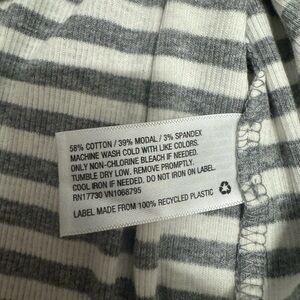 58% COTTON / 39% MODAL / 3% SPANDEX
MACHINE WASH COLD WITH LIKE COLORS.
ONLY NON-CHLORINE BLEACH IF NEEDED.
TUMBLE DRY LOW. REMOVE PROMPTLY.
COOL IRON IF NEEDED. DO NOT IRON ON LABEL.
RN17730 VN1066795
LABEL MADE FROM 100% RECYCLED PLASTIC